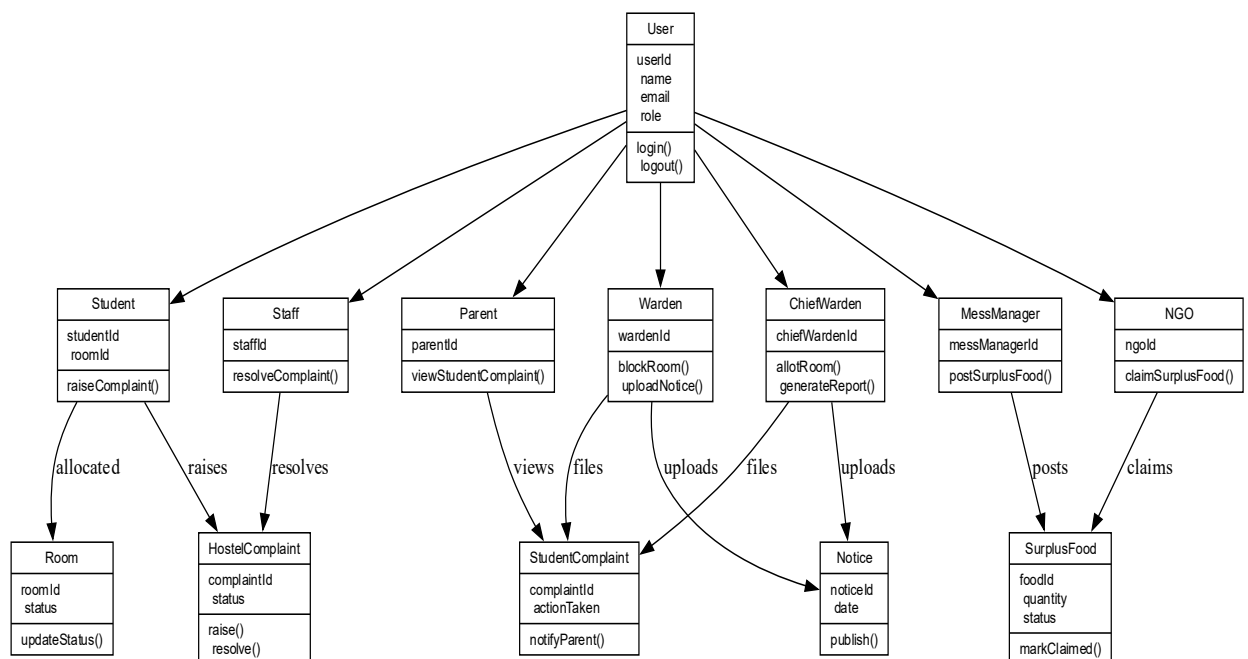 User
userId
name
email
role
login()
logout()
Student
studentId
roomId
raiseComplaint()
Staff
staffId
resolveComplaint()
Parent
parentId
viewStudentComplaint()
Warden
wardenId
blockRoom()
uploadNotice()
ChiefWarden
chiefWardenId
allotRoom()
generateReport()
MessManager
messManagerId
postSurplusFood()
NGO
ngoId
claimSurplusFood()
allocated
raises
resolves
views
files
uploads
files
uploads
posts
claims
Room
roomId
status
updateStatus()
HostelComplaint
complaintId
status
raise()
resolve()
StudentComplaint
complaintId
actionTaken
notifyParent()
Notice
noticeId
date
publish()
SurplusFood
foodId
quantity
status
markClaimed()